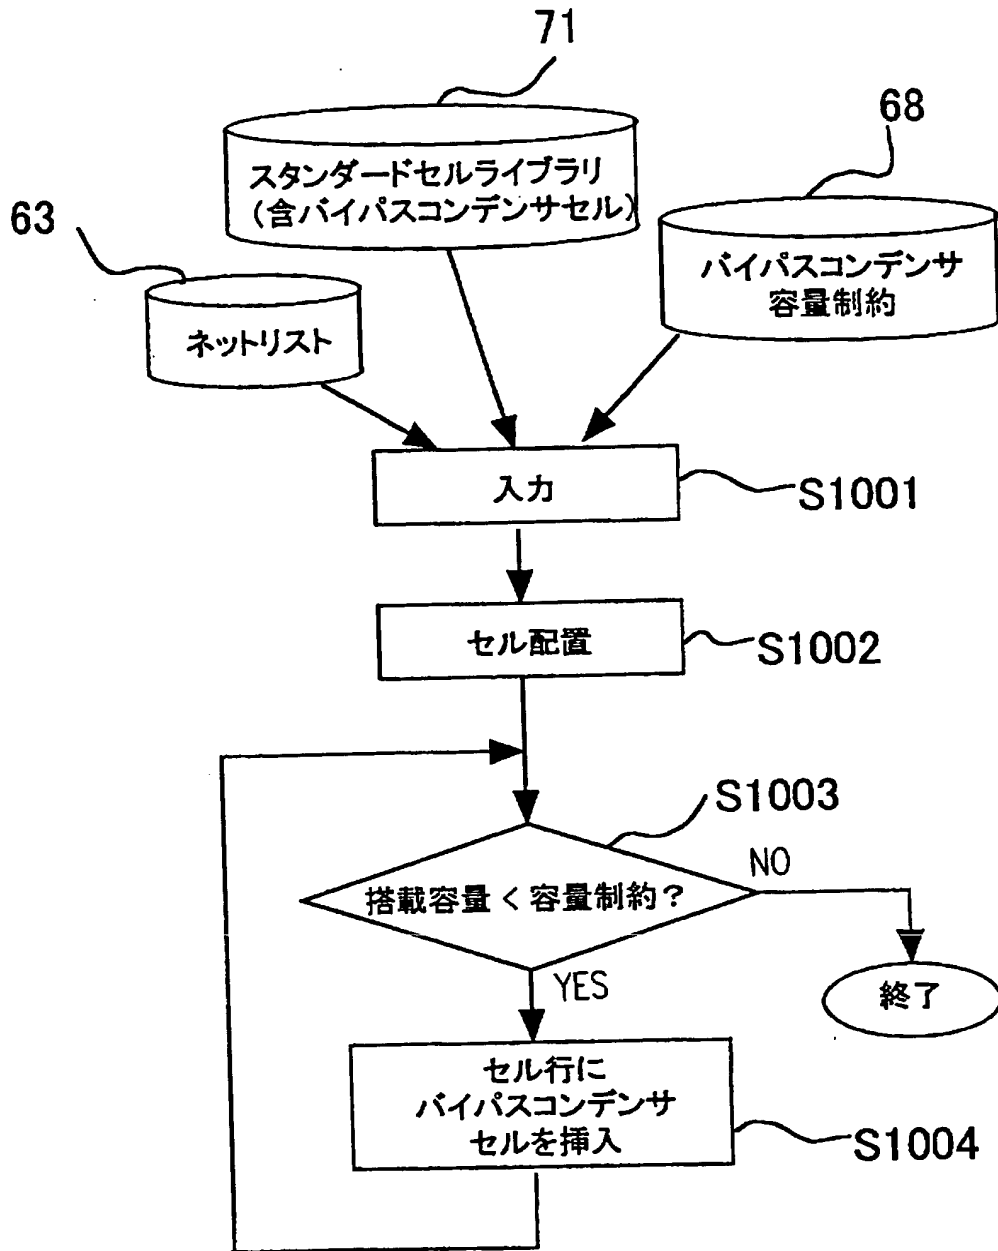 71
スタンダードセルライブラリ
(含バイパスコンデンサセル)
68
バイパスコンデンサ
容量制約
63
ネットリスト
入力
S1001
セル配置
S1002
S1003
搭載容量 < 容量制約?
NO
YES
終了
セル行に
バイパスコンデンサ
セルを挿入
S1004